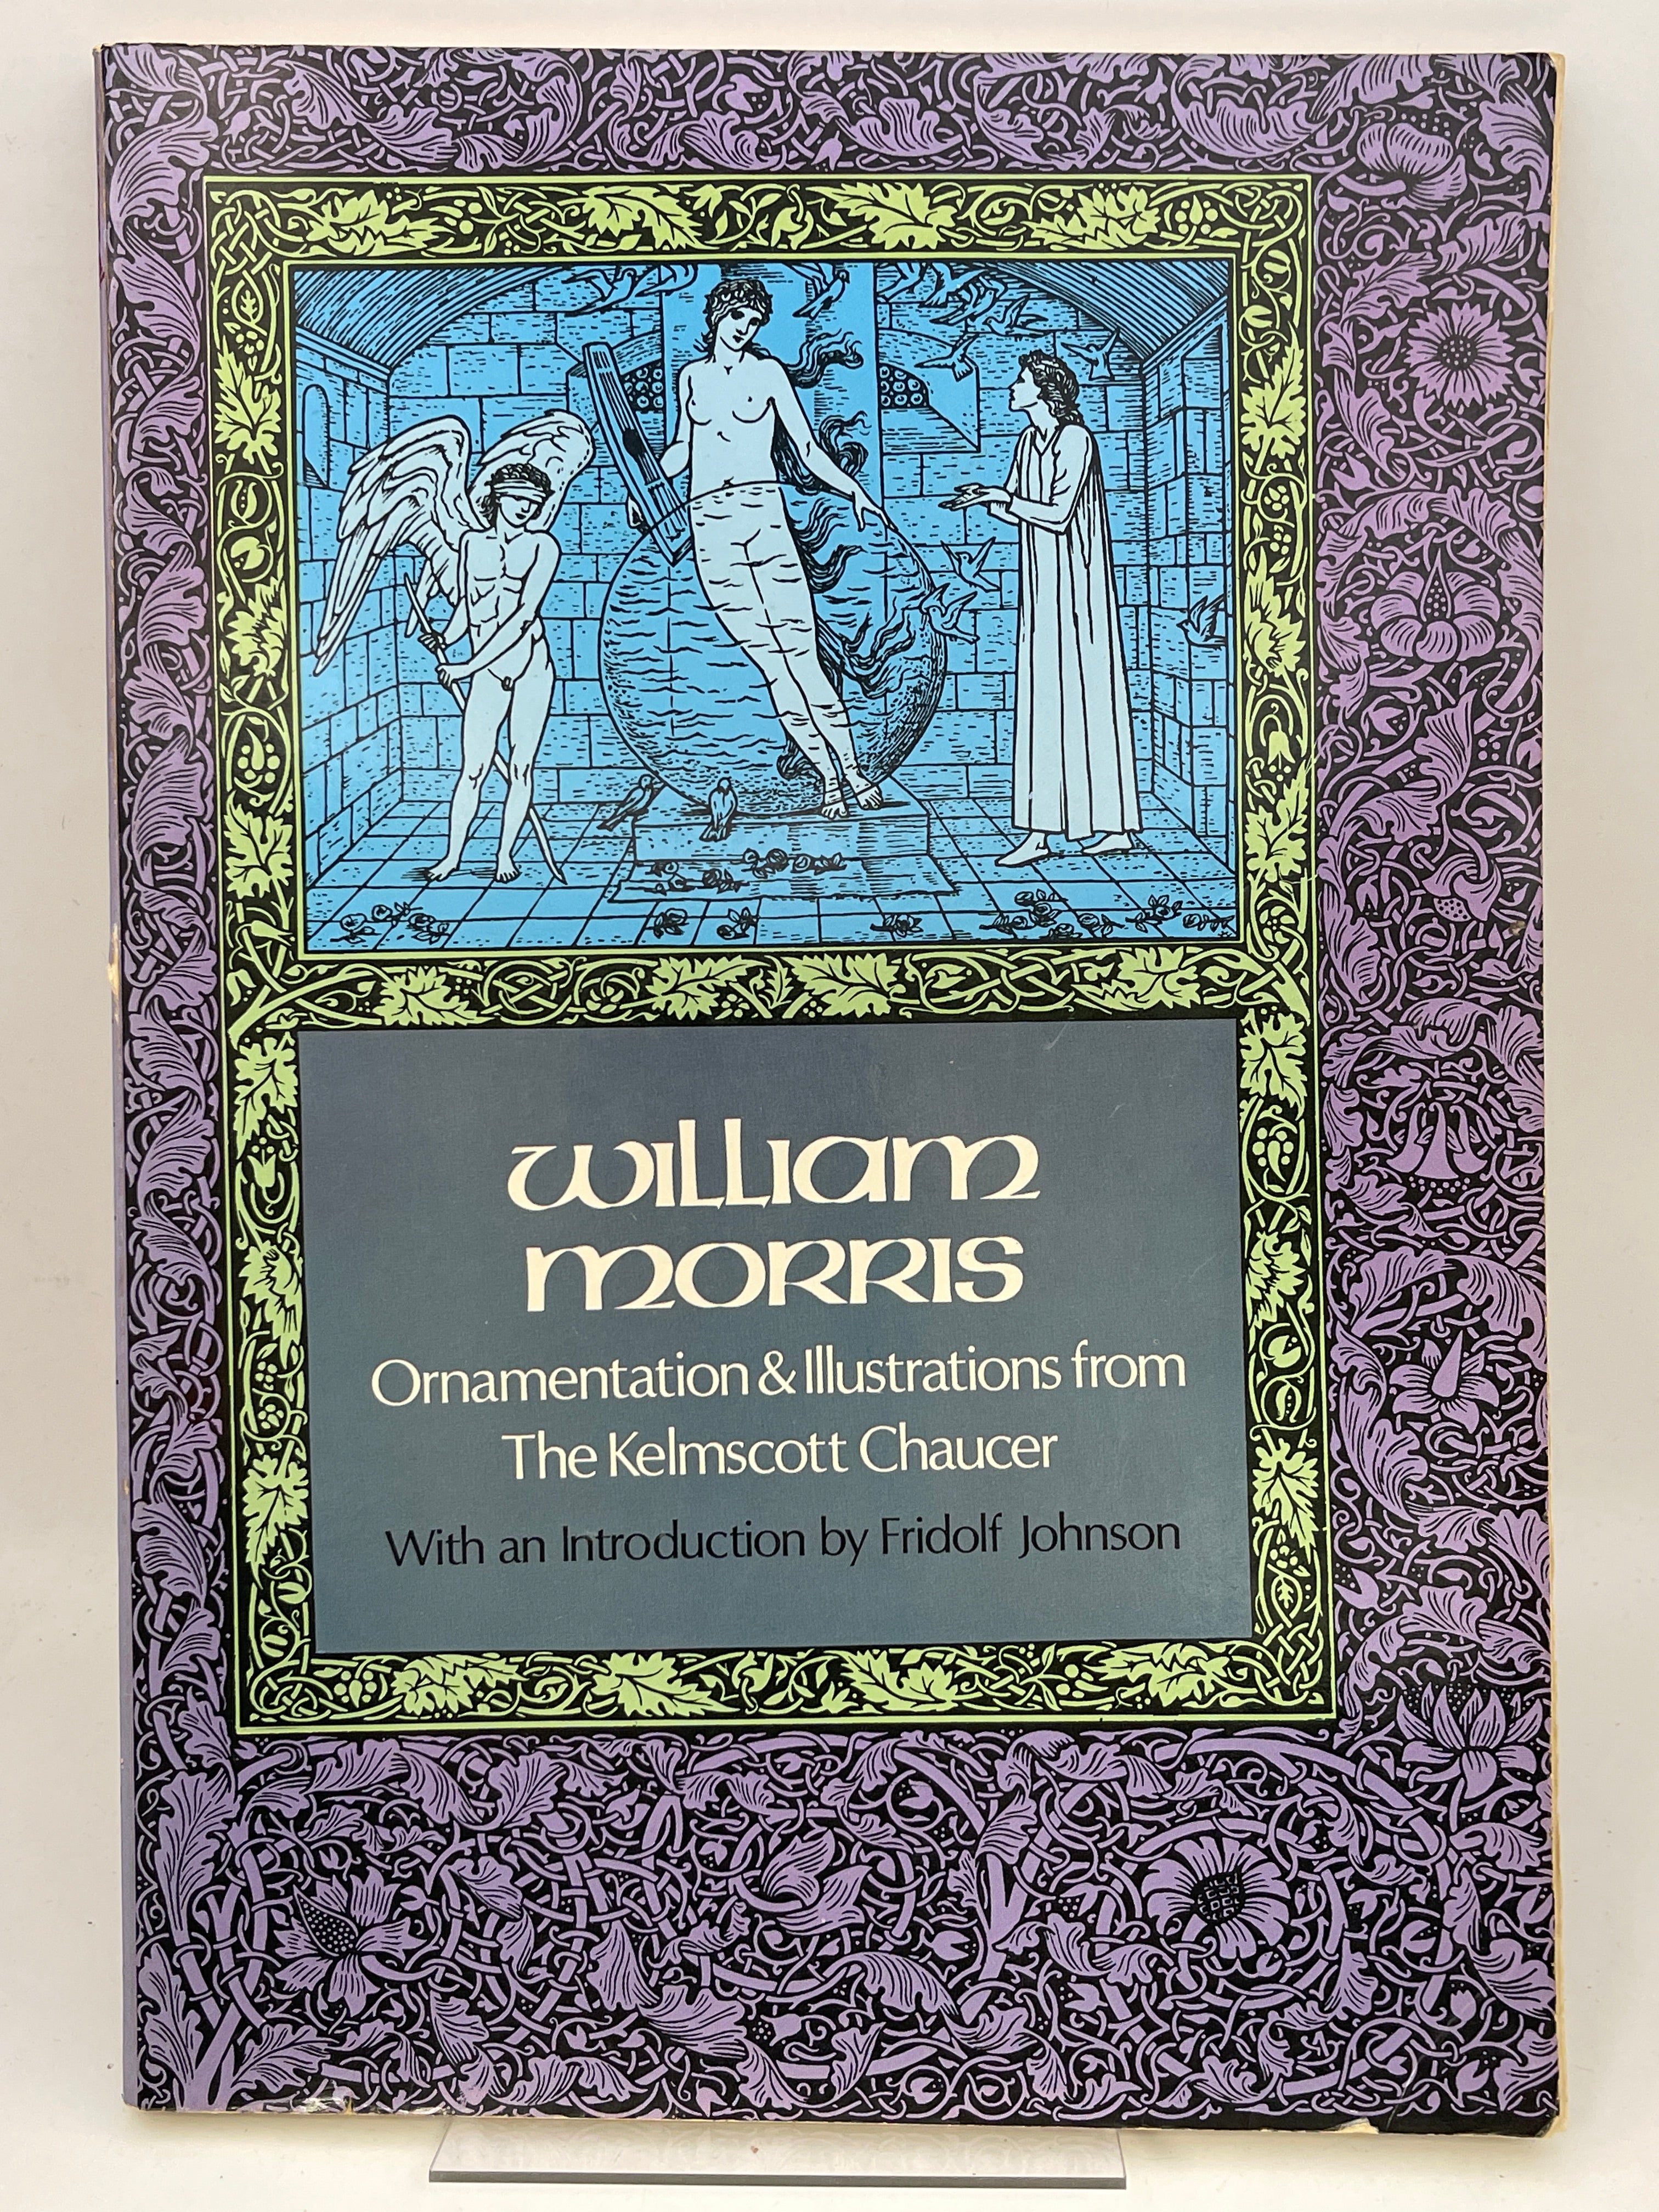 William
Morris
Ornamentation & Illustrations from
The Kelmscott Chaucer
With an Introduction by Fridolf Johnson